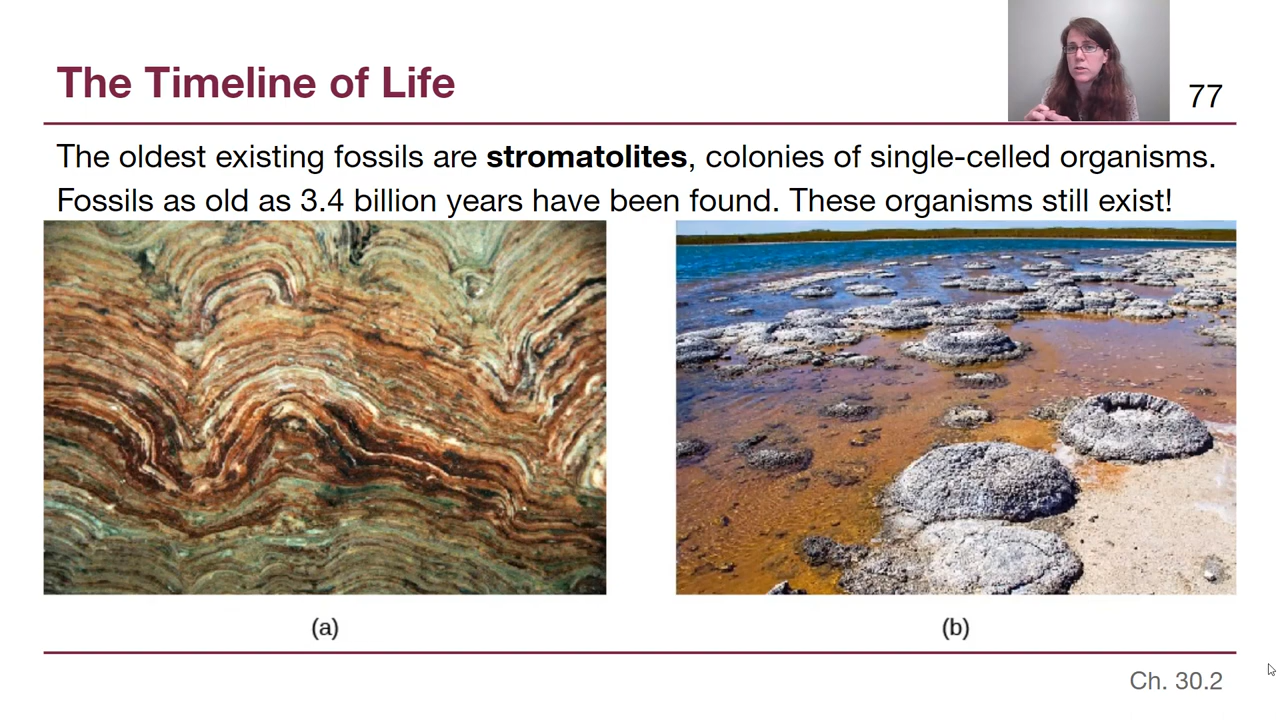 The Timeline of Life
77
The oldest existing fossils are stromatolites, colonies of single-celled organisms.
Fossils as old as 3.4 billion years have been found. These organisms still exist!
(a)
(b)
Ch. 30.2